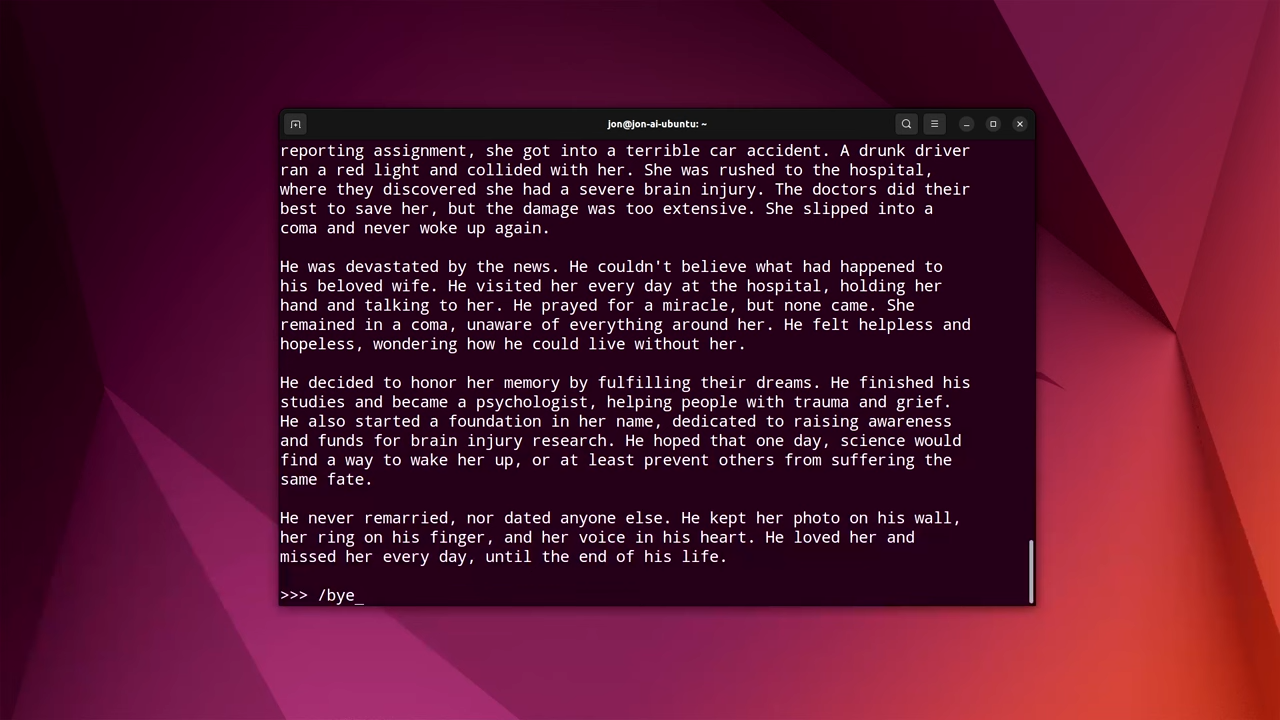 jon@jon-ai-ubuntu: ~
reporting assignment, she got into a terrible car accident. A drunk driver
ran a red light and collided with her. She was rushed to the hospital,
where they discovered she had a severe brain injury. The doctors did their
best to save her, but the damage was too extensive. She slipped into a
coma and never woke up again.
He was devastated by the news. He couldn't believe what had happened to
his beloved wife. He visited her every day at the hospital, holding her
hand and talking to her. He prayed for a miracle, but none came. She
remained in a coma, unaware of everything around her. He felt helpless and
hopeless, wondering how he could live without her.
He decided to honor her memory by fulfilling their dreams. He finished his
studies and became a psychologist, helping people with trauma and grief.
He also started a foundation in her name, dedicated to raising awareness
and funds for brain injury research. He hoped that one day, science would
find a way to wake her up, or at least prevent others from suffering the
same fate.
He never remarried, nor dated anyone else. He kept her photo on his wall,
her ring on his finger, and her voice in his heart. He loved her and
missed her every day, until the end of his life.
>>> /bye_